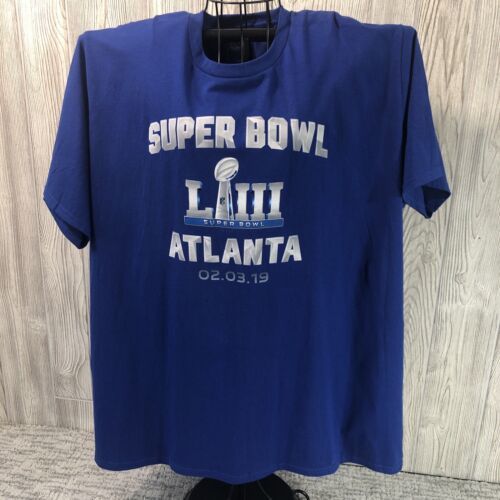 SUPER BOWL
LIII
SUPER BOWL
ATLANTA
02.03.19